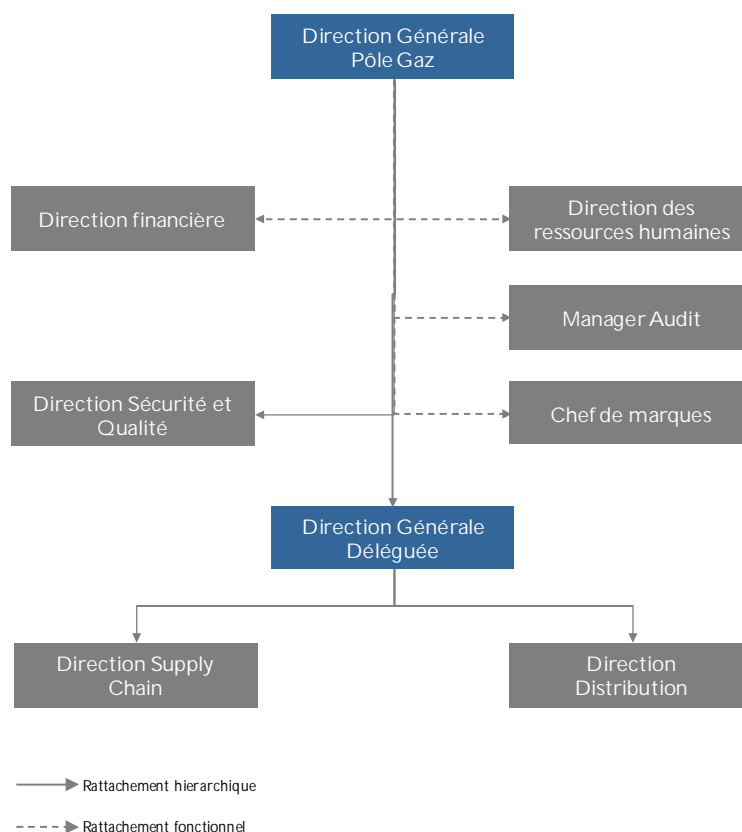 Direction Générale
Pôle Gaz
Direction financière
Direction des
ressources humaines
Manager Audit
Direction Sécurité et
Qualité
Chef de marques
Direction Générale
Déléguée
Direction Supply
Chain
Direction
Distribution
Rattachement hierarchique
Rattachement fonctionnel